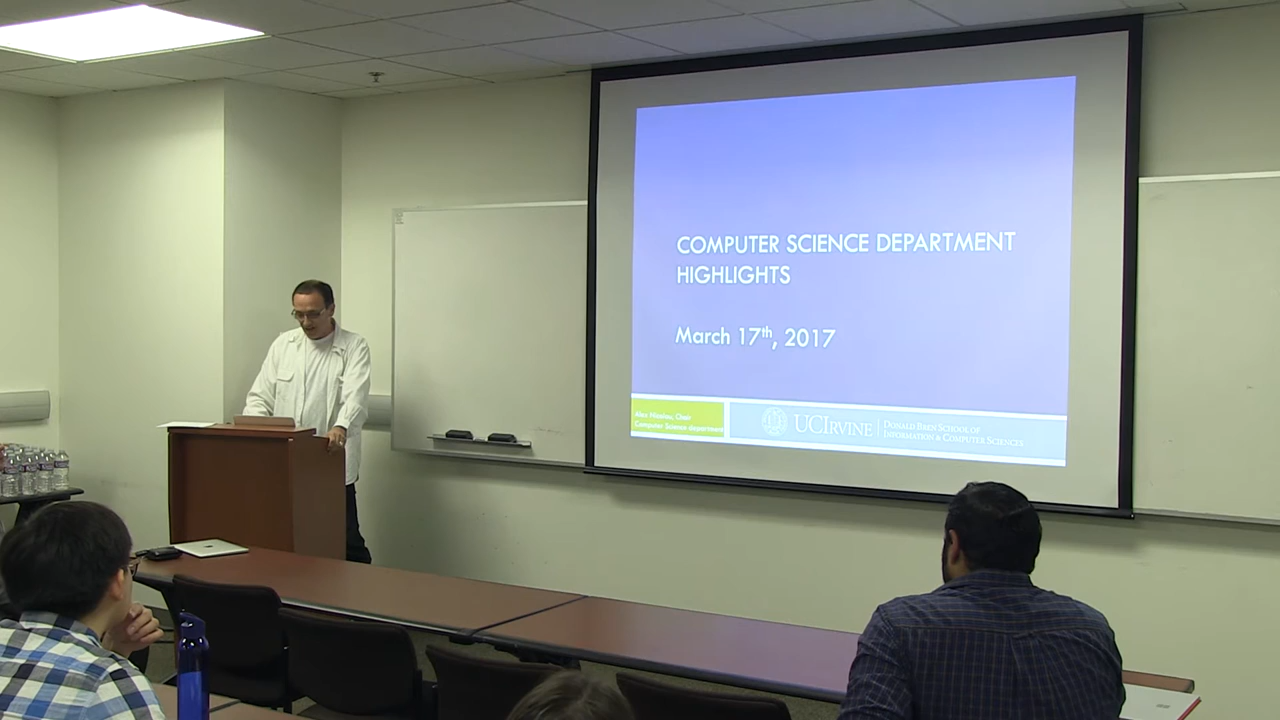 COMPUTER SCIENCE DEPARTMENT
HIGHLIGHTS
March 17th, 2017
Alex Nicolau, Chair
Computer Science department
UCIRVINE
DONALD BREN SCHOOL OF
INFORMATION & COMPUTER SCIENCES